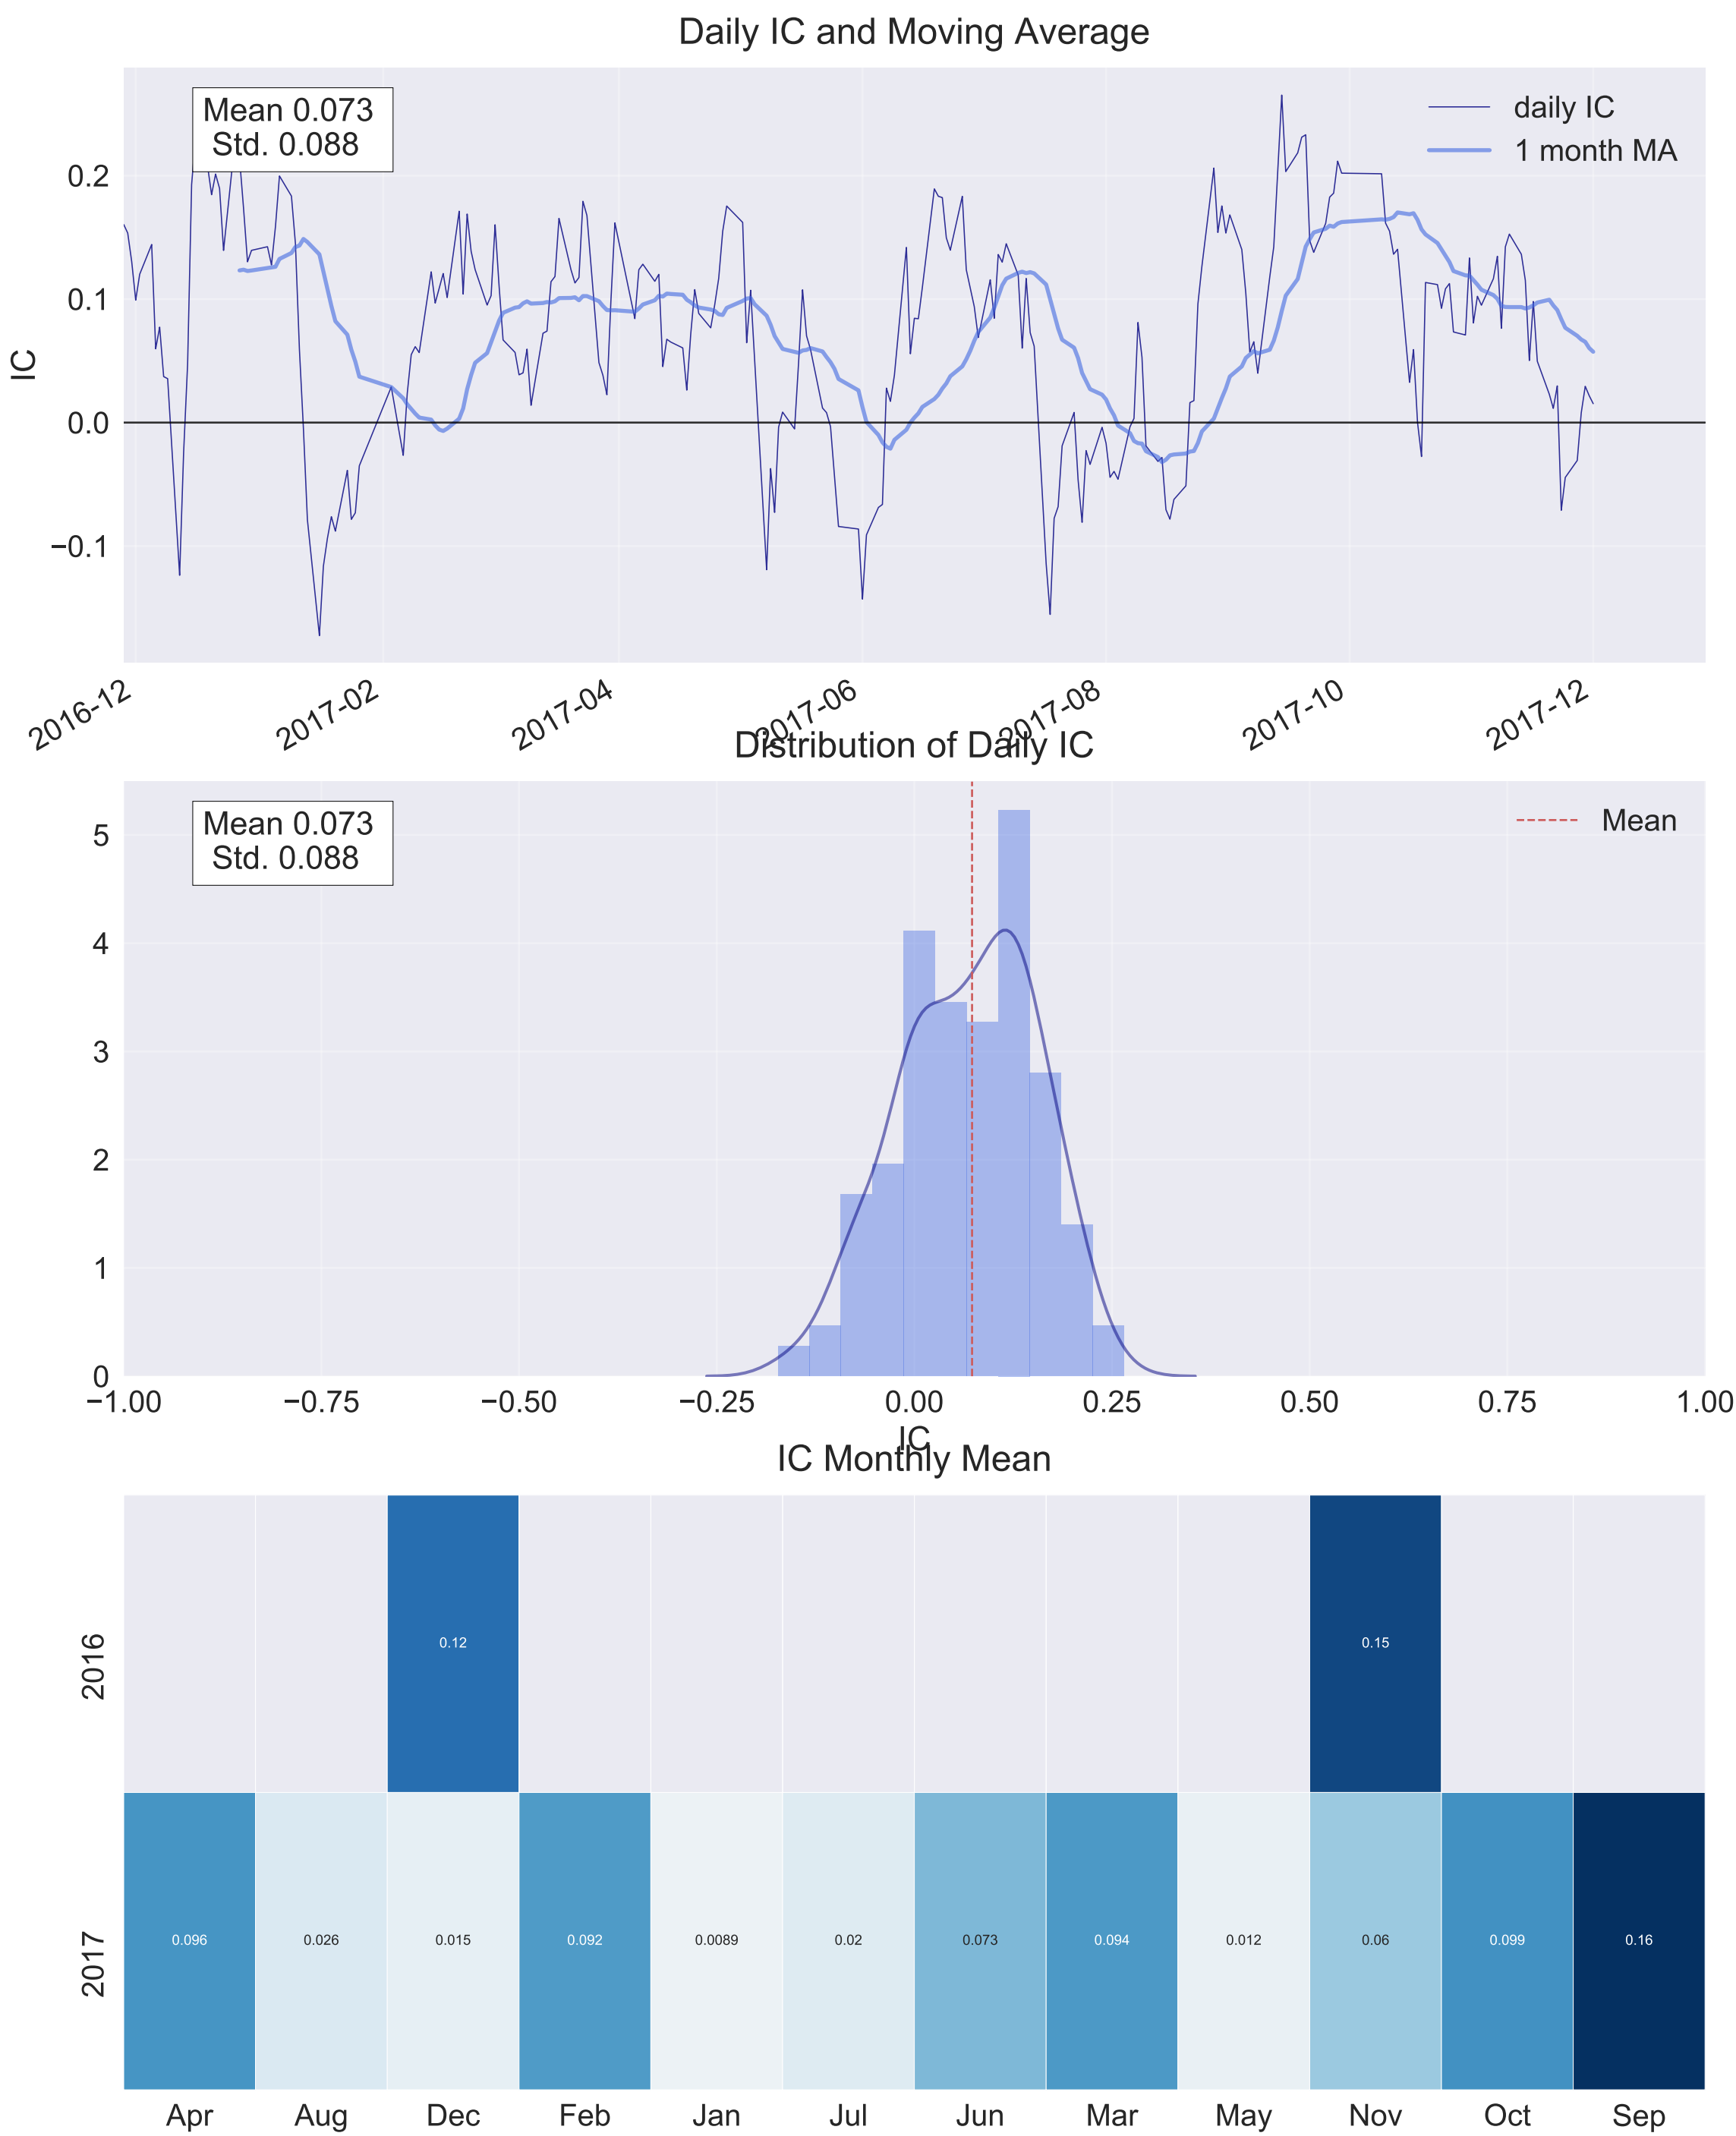 Daily IC and Moving Average
Mean 0.073
Std. 0.088
daily IC
1 month MA
IC
0.2
0.1
0.0
−0.1
2016-12
2017-02
2017-04
2017-06
2017-08
2017-10
2017-12
Distribution of Daily IC
Mean 0.073
Std. 0.088
Mean
5
4
3
2
1
0
−1.00 −0.75 −0.50 −0.25 0.00 0.25 0.50 0.75 1.00
IC
IC Monthly Mean
2016
0.12 0.15
2017
0.096 0.026 0.015 0.092 0.0089 0.02 0.073 0.094 0.012 0.06 0.099 0.16
Apr Aug Dec Feb Jan Jul Jun Mar May Nov Oct Sep